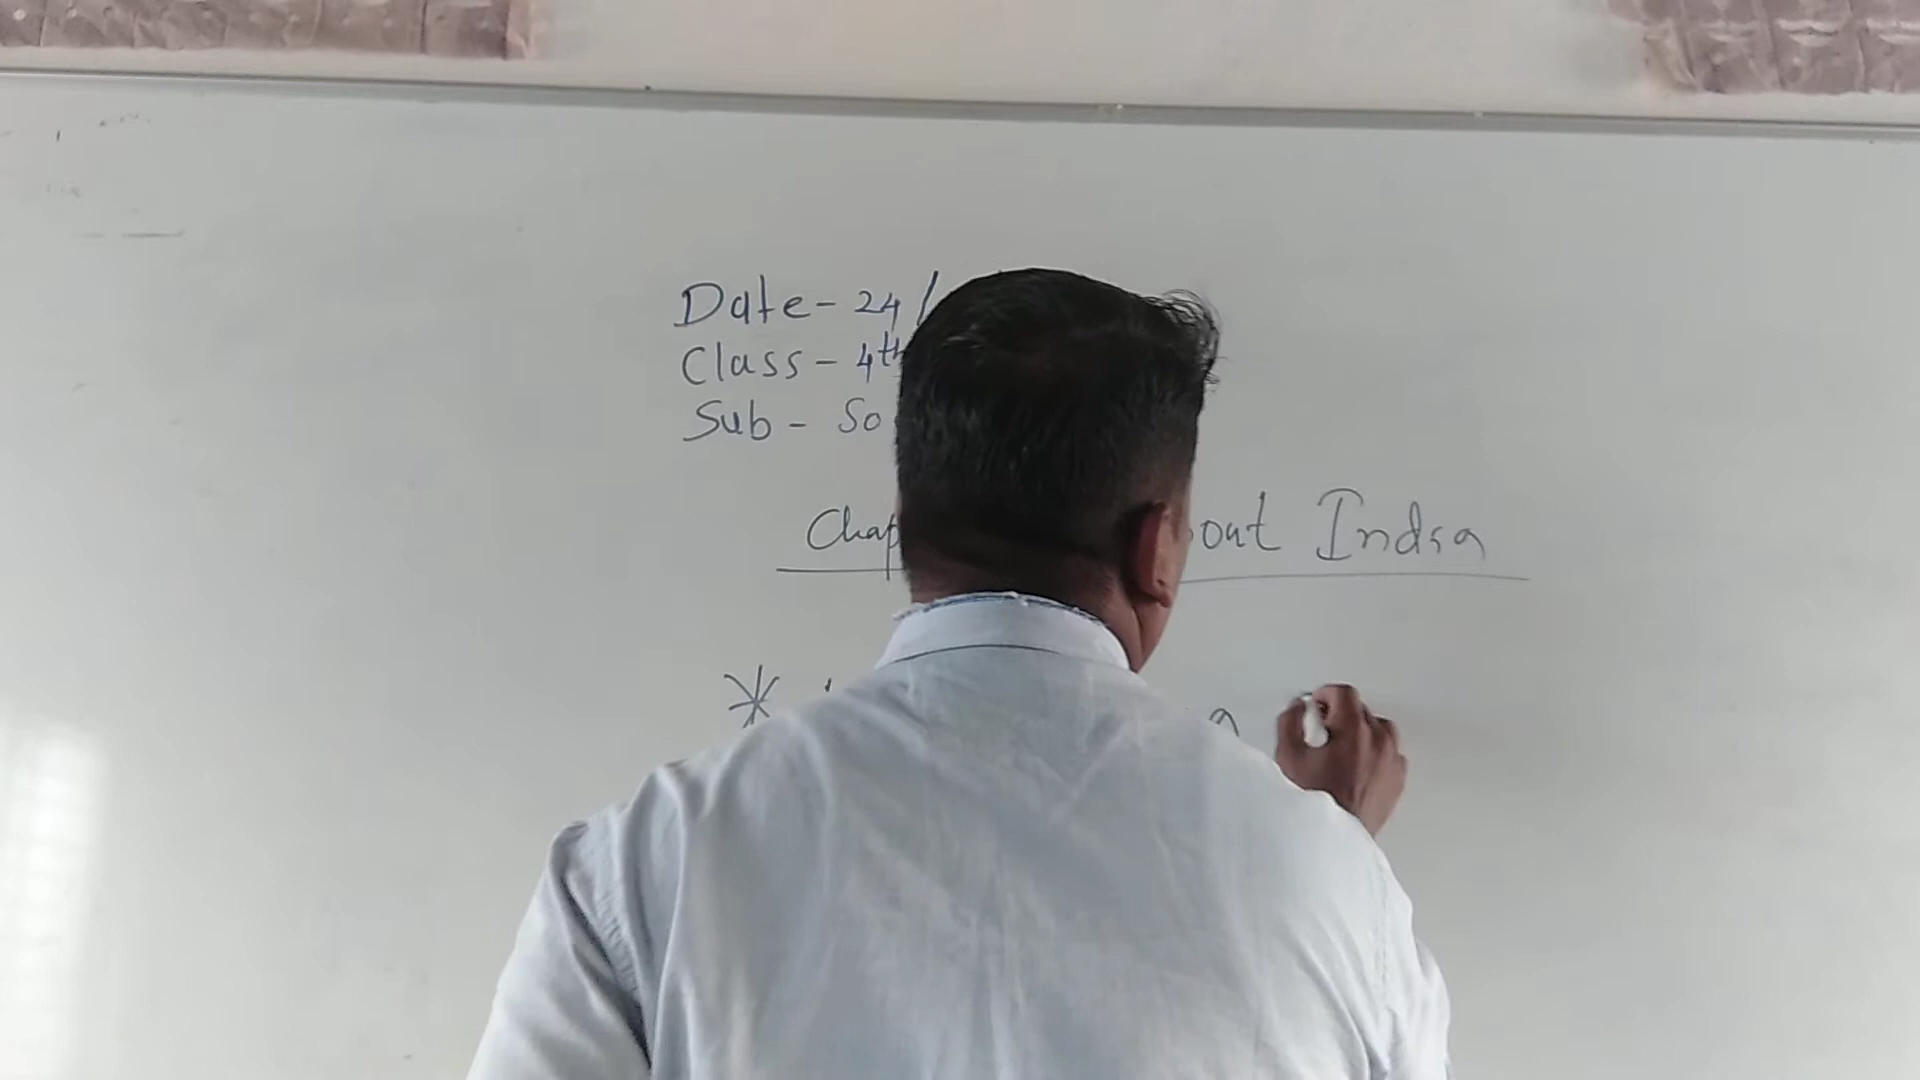 Date - 24/
Class - 4th
Sub - So
Chap out India
*